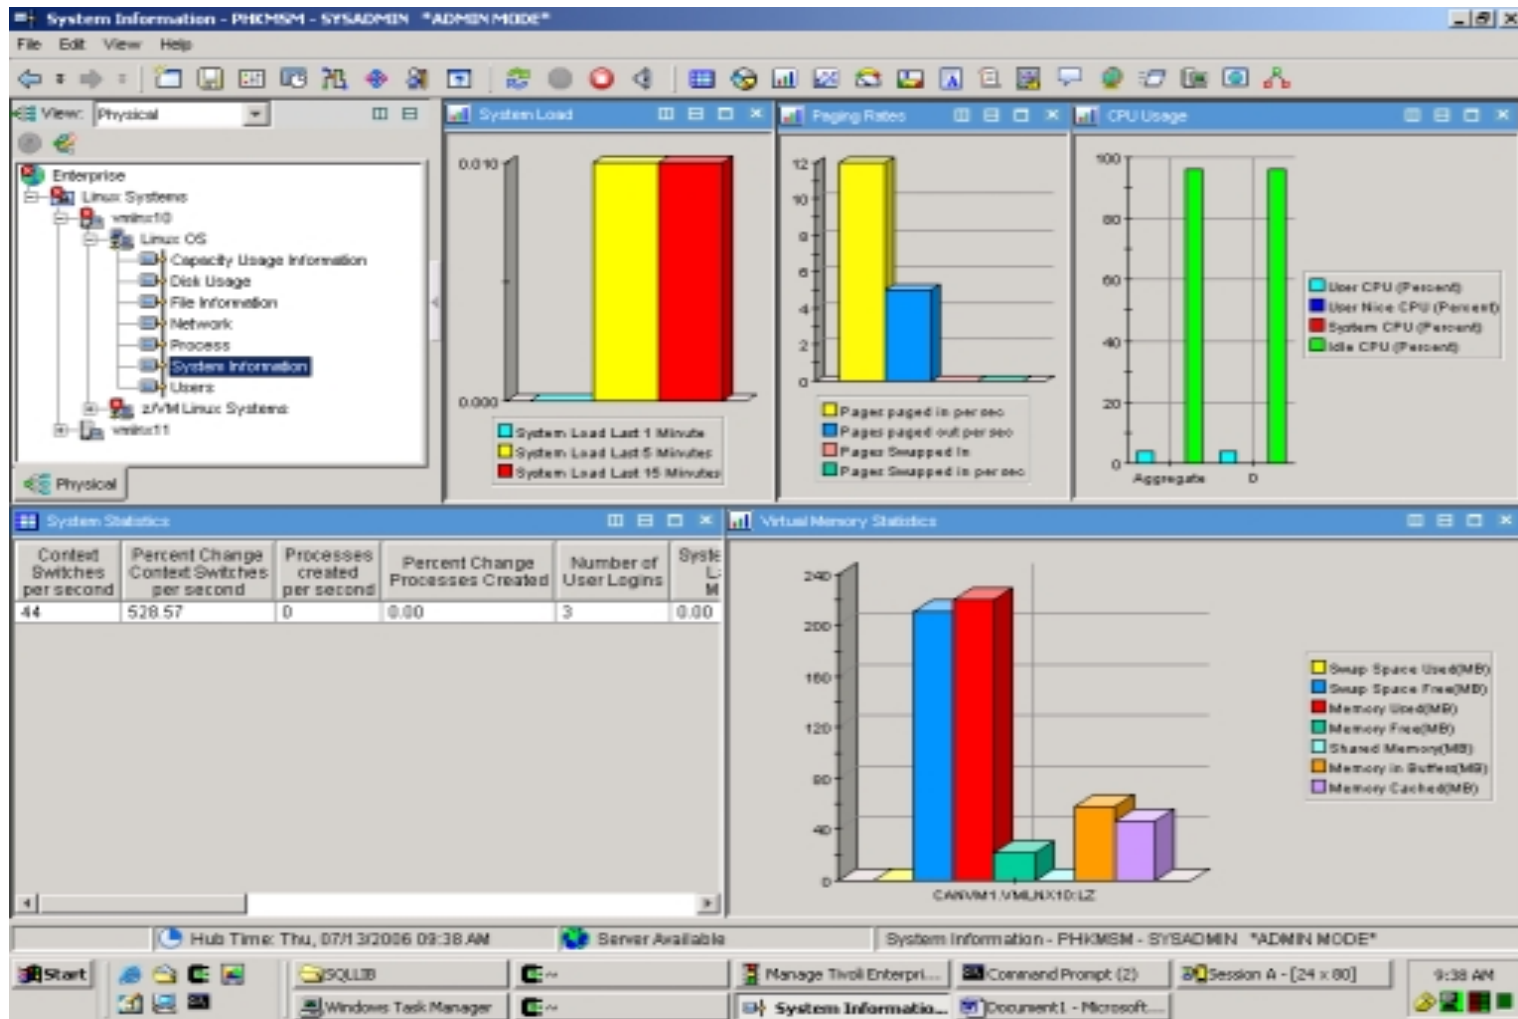 System Information - PHKMSM - SYSADMIN *ADMIN MODE*
File Edit View Help
View: Physical
Enterprise
Linux Systems
vmlnx10
Linux OS
Capacity Usage Information
Disk Usage
File Information
Network
Process
System Information
Users
z/VM Linux Systems
vmlnx11
Physical
System Load
0.010
0.000
System Load Last 1 Minute
System Load Last 5 Minutes
System Load Last 15 Minutes
Paging Rates
12
10
8
6
4
2
0
Pages paged in per sec
Pages paged out per sec
Pages Swapped In
Pages Swapped in per sec
CPU Usage
100
80
60
40
20
0
Aggregate 0
User CPU (Percent)
User Nice CPU (Percent)
System CPU (Percent)
Idle CPU (Percent)
System Statistics
Context Switches per second
Percent Change Context Switches per second
Processes created per second
Percent Change Processes Created
Number of User Logins
Syste
L
M
44 528.57 0 0.00 3 0.00
Virtual Memory Statistics
240
200
160
120
80
40
0
CANVM1:VMLNX10:LZ
Swap Space Used(MB)
Swap Space Free(MB)
Memory Used(MB)
Memory Free(MB)
Shared Memory(MB)
Memory in Buffers(MB)
Memory Cached(MB)
Hub Time: Thu, 07/13/2006 09:38 AM
Server Available
System Information - PHKMSM - SYSADMIN *ADMIN MODE*
Start
SQLLIB
~
Manage Tivoli Enterpri...
Command Prompt (2)
Session A - [24 x 80]
9:38 AM
Windows Task Manager
~
System Informatio...
Document1 - Microsoft....